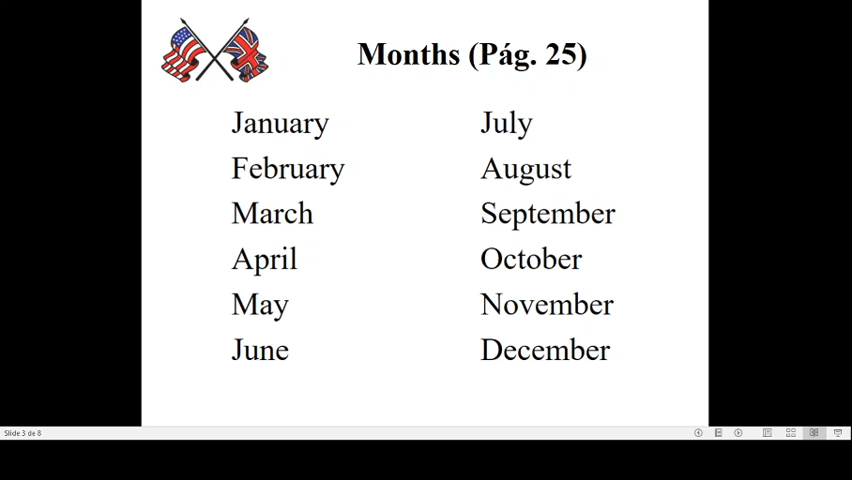 Months (Pág. 25)
January
February
March
April
May
June
July
August
September
October
November
December
Slide 3 de 8